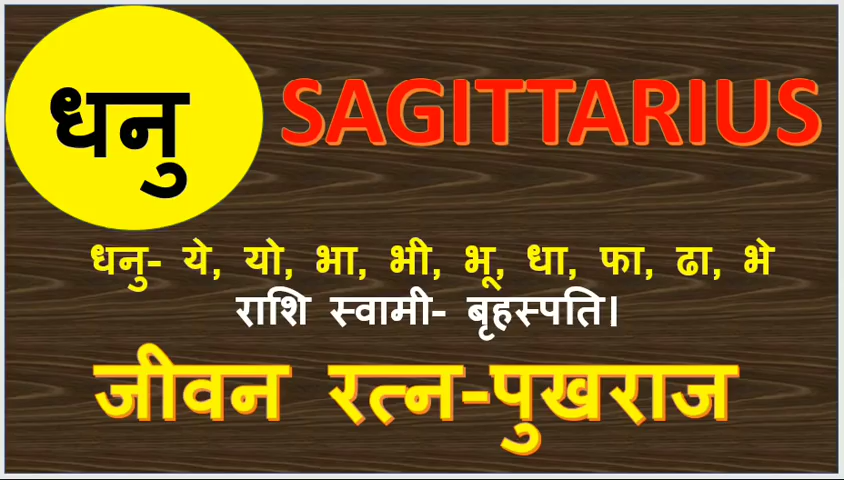 धनु
SAGITTARIUS
धनु- ये, यो, भा, भी, भू, धा, फा, ढा, भे
राशि स्वामी- बृहस्पति।
जीवन रत्न-पुखराज